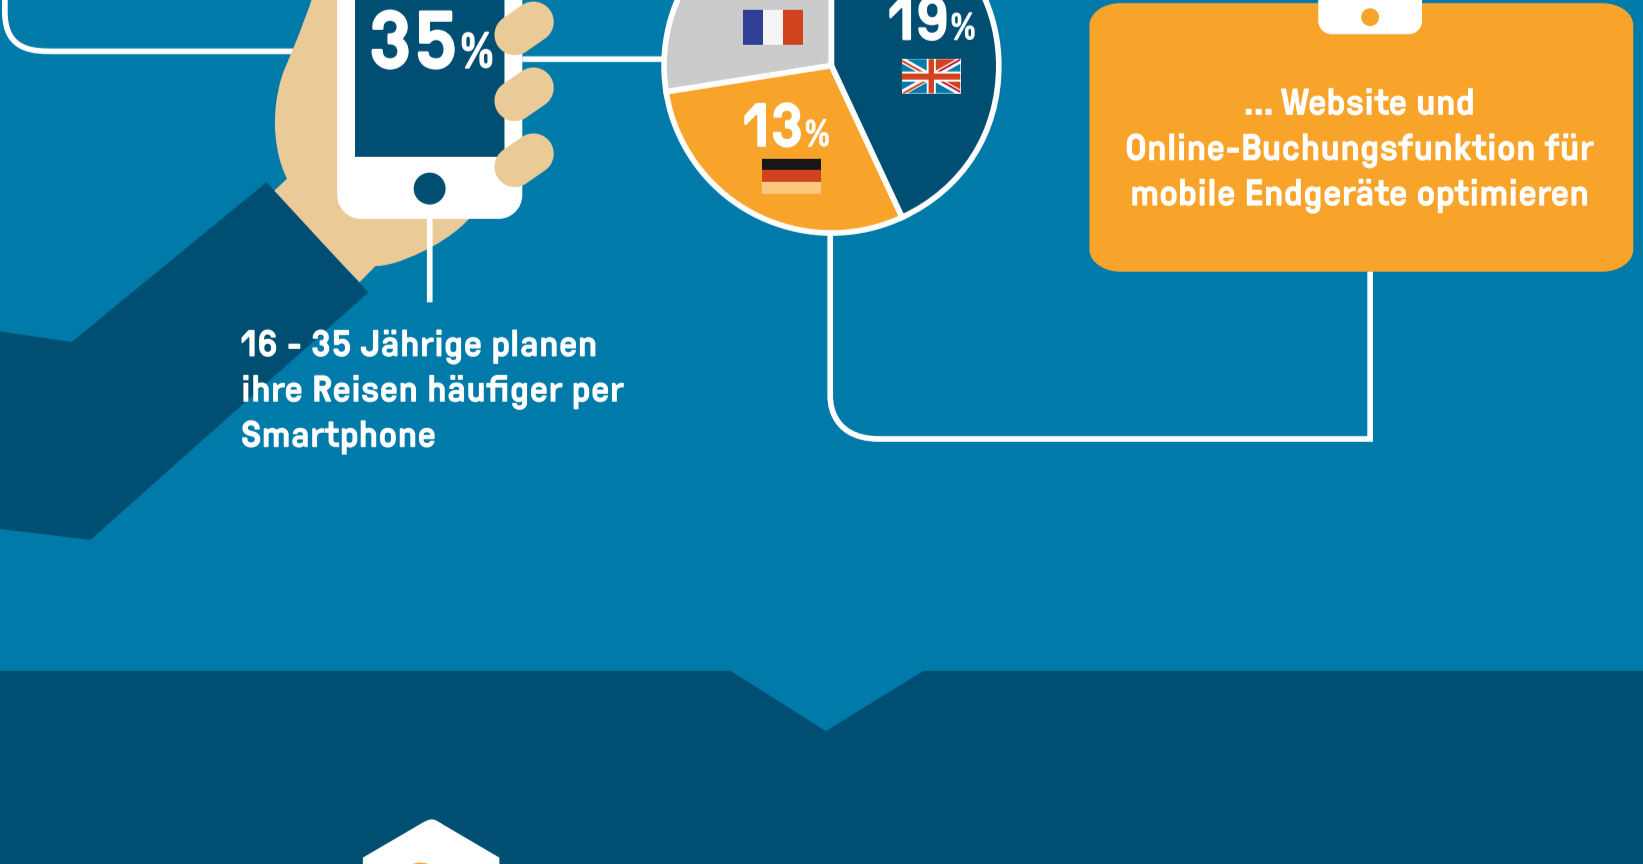 35%
19%
13%
... Website und
Online-Buchungsfunktion für
mobile Endgeräte optimieren
16 - 35 Jährige planen
ihre Reisen häufiger per
Smartphone